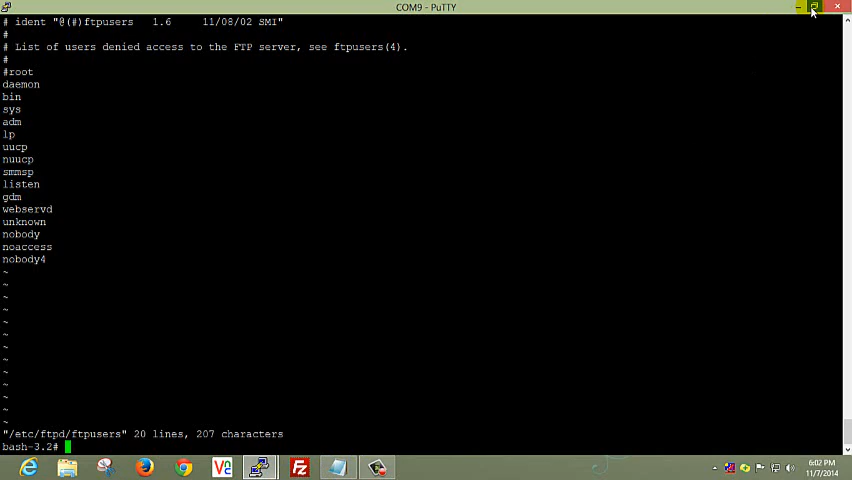 COM9 - PuTTY
# ident "@(#)ftpusers   1.6     11/08/02 SMI"
#
# List of users denied access to the FTP server, see ftpusers(4).
#
#root
daemon
bin
sys
adm
lp
uucp
nuucp
smmsp
listen
gdm
webservd
unknown
nobody
noaccess
nobody4
~
~
~
~
~
~
~
~
~
~
~
~
~
"/etc/ftpd/ftpusers" 20 lines, 207 characters
bash-3.2#
6:02 PM
11/7/2014